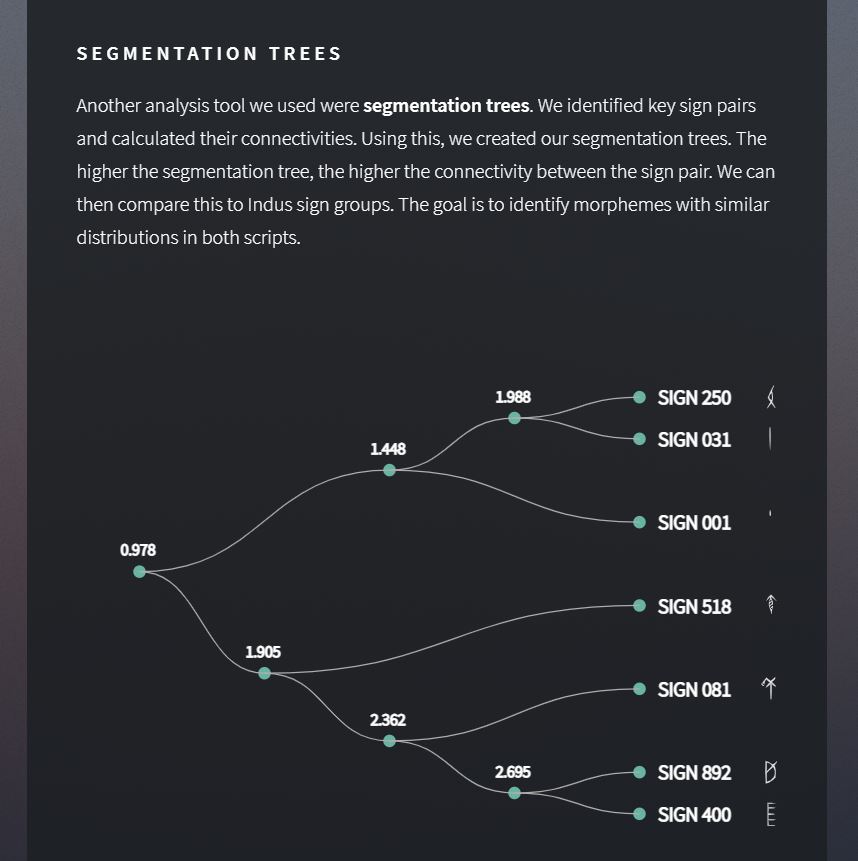 SEGMENTATION TREES
Another analysis tool we used were segmentation trees. We identified key sign pairs
and calculated their connectivities. Using this, we created our segmentation trees. The
higher the segmentation tree, the higher the connectivity between the sign pair. We can
then compare this to Indus sign groups. The goal is to identify morphemes with similar
distributions in both scripts.
1.988
SIGN 250
SIGN 031
1.448
SIGN 001
0.978
SIGN 518
1.905
SIGN 081
2.362
2.695
SIGN 892
SIGN 400